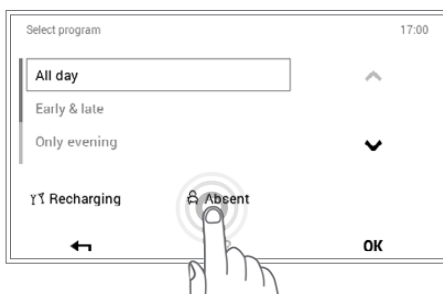 Select program 17:00
All day
Early & late
Only evening
Recharging Absent
OK